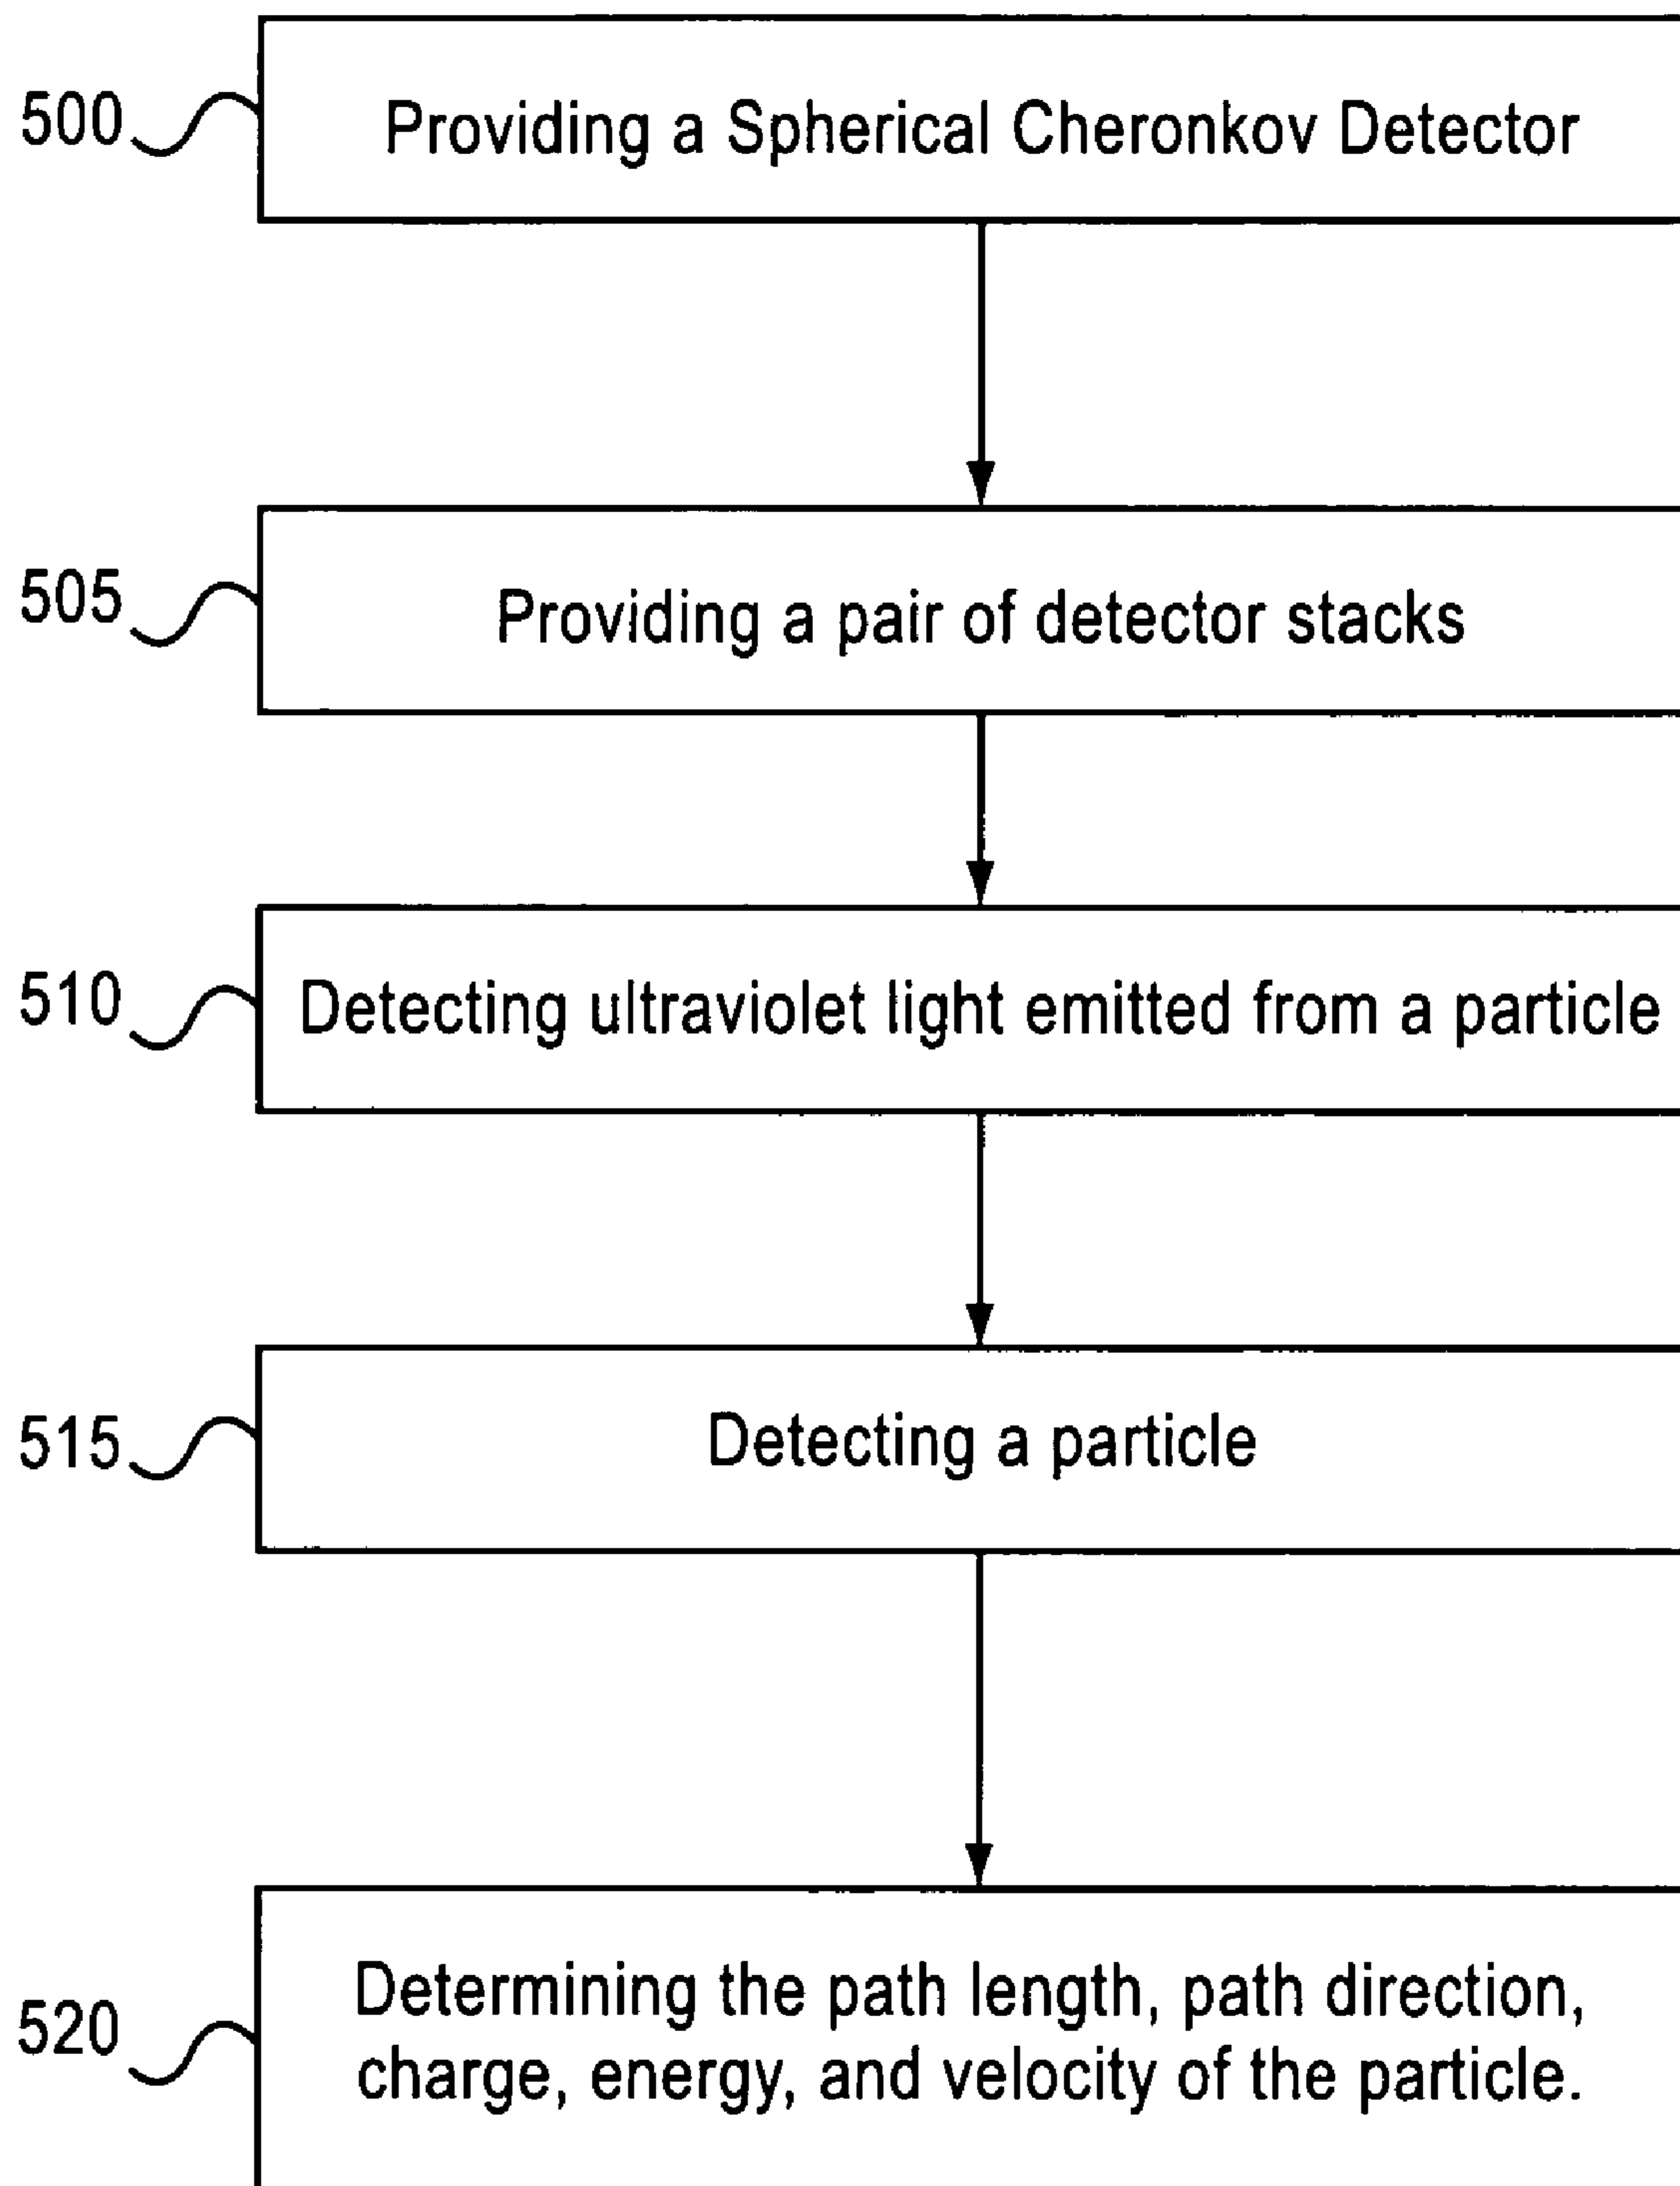 500
Providing a Spherical Cheronkov Detector
505
Providing a pair of detector stacks
510
Detecting ultraviolet light emitted from a particle
515
Detecting a particle
520
Determining the path length, path direction,
charge, energy, and velocity of the particle.